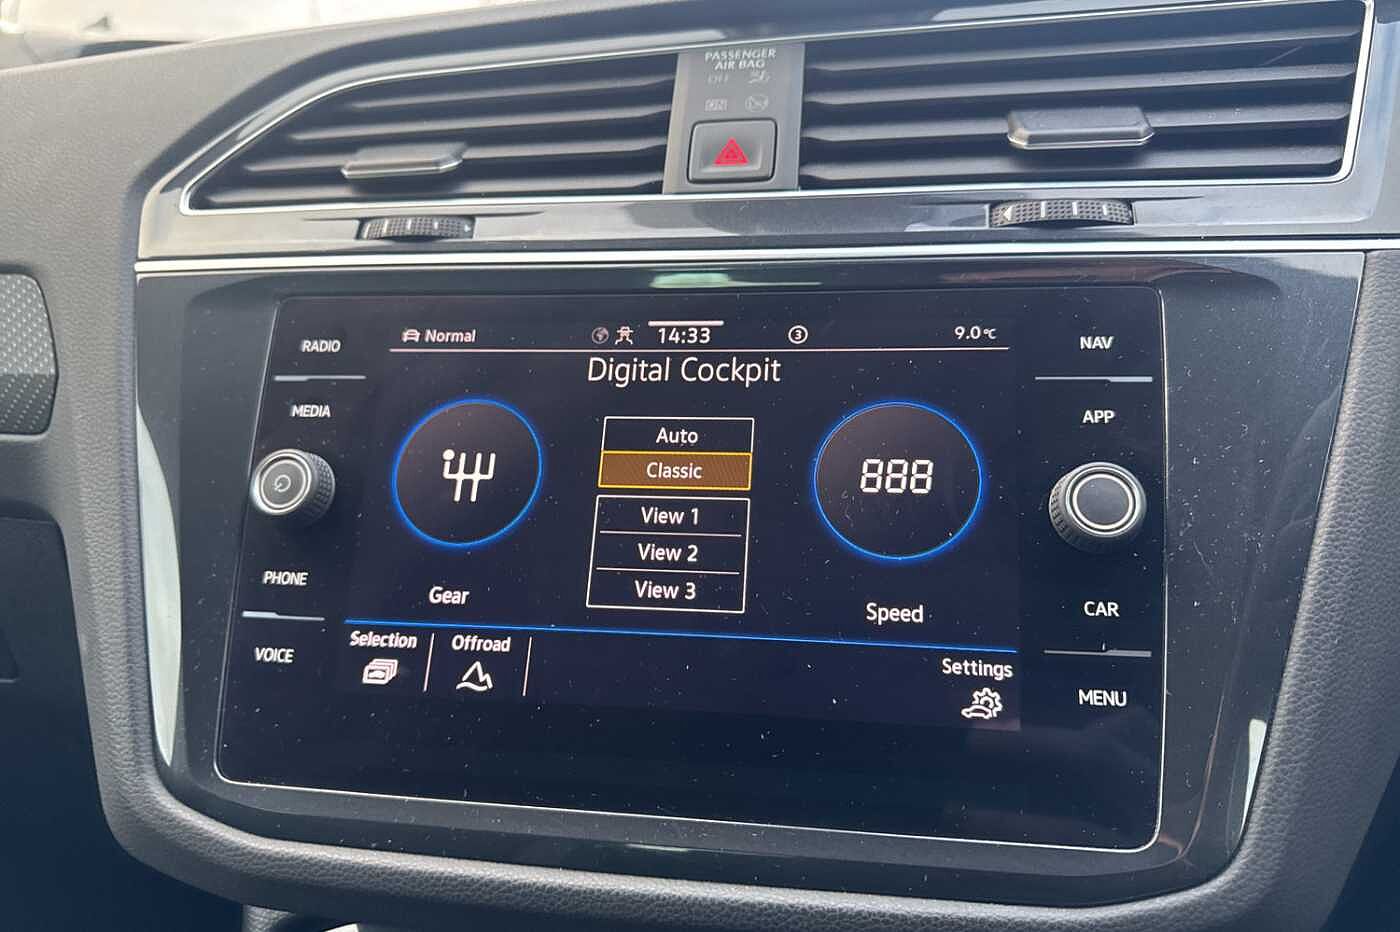 PASSENGER
AIR BAG
OFF
ON
RADIO
MEDIA
PHONE
VOICE
Normal
14:33
3
9.0°C
Digital Cockpit
Auto
Classic
View 1
View 2
View 3
Gear
888
Speed
Selection
Offroad
Settings
NAV
APP
CAR
MENU